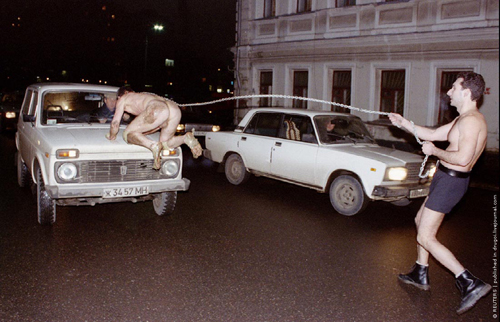 ж 3457 МН
© REUTERS | published in drugoi.livejournal.com